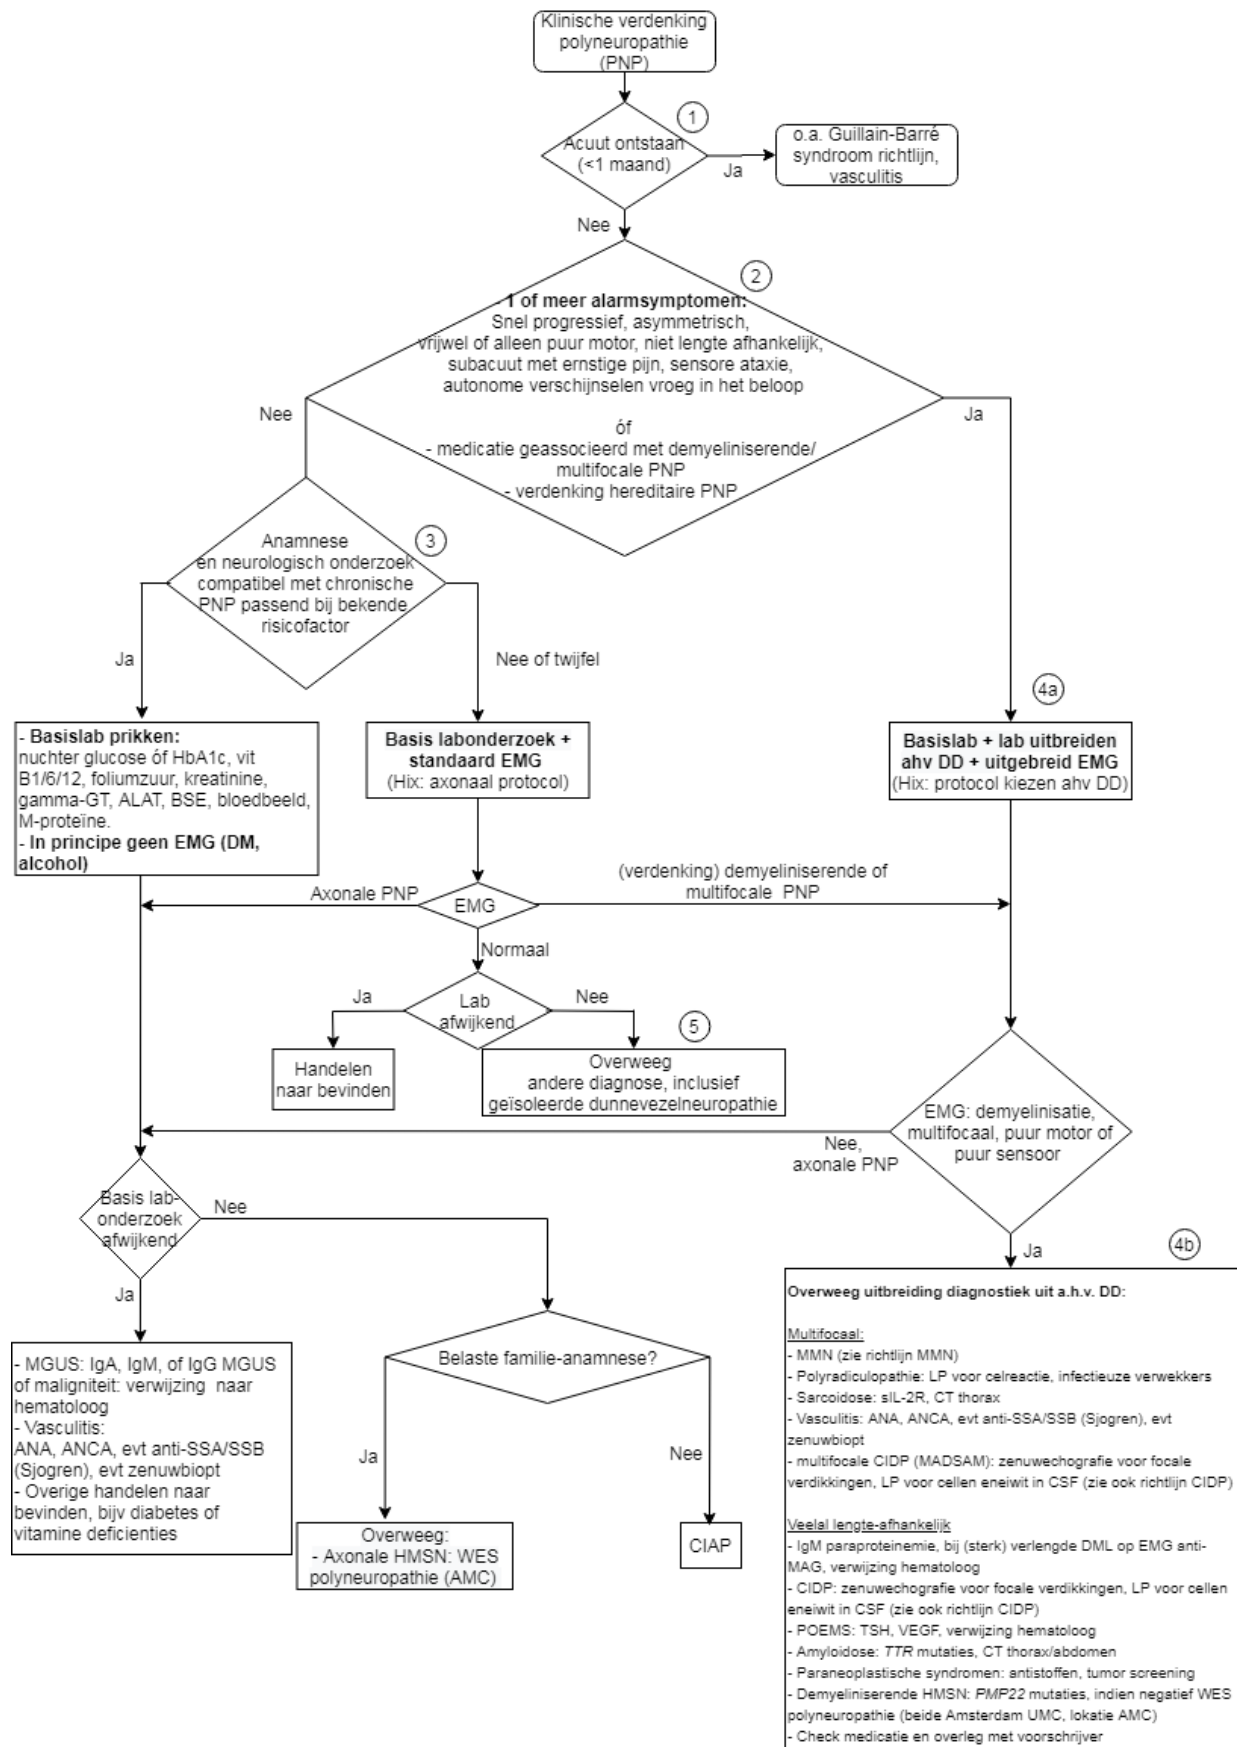 Klinische verdenking
polyneuropathie
(PNP)
1
Acuut ontstaan
(<1 maand)
Ja
o.a. Guillain-Barré
syndroom richtlijn,
vasculitis
Nee
2
- 1 of meer alarmsymptomen:
Snel progressief, asymmetrisch,
vrijwel of alleen puur motor, niet lengte afhankelijk,
subacuut met ernstige pijn, sensore ataxie,
autonome verschijnselen vroeg in het beloop
óf
- medicatie geassocieerd met demyeliniserende/
multifocale PNP
- verdenking hereditaire PNP
Nee
Ja
3
Anamnese
en neurologisch onderzoek
compatibel met chronische
PNP passend bij bekende
risicofactor
Ja
Nee of twijfel
4a
- Basislab prikken:
nuchter glucose óf HbA1c, vit
B1/6/12, foliumzuur, kreatinine,
gamma-GT, ALAT, BSE, bloedbeeld,
M-proteïne.
- In principe geen EMG (DM,
alcohol)
Basis labonderzoek +
standaard EMG
(Hix: axonaal protocol)
Basislab + lab uitbreiden
ahv DD + uitgebreid EMG
(Hix: protocol kiezen ahv DD)
Axonale PNP
EMG
(verdenking) demyeliniserende of
multifocale PNP
Normaal
Ja
Lab
afwijkend
Nee
5
Handelen
naar bevinden
Overweeg
andere diagnose, inclusief
geïsoleerde dunnevezelneuropathie
EMG: demyelinisatie,
multifocaal, puur motor of
puur sensoor
Nee,
axonale PNP
Ja
Basis lab-
onderzoek
afwijkend
Nee
Ja
4b
- MGUS: IgA, IgM, of IgG MGUS
of maligniteit: verwijzing naar
hematoloog
- Vasculitis:
ANA, ANCA, evt anti-SSA/SSB
(Sjogren), evt zenuwbiopt
- Overige handelen naar
bevinden, bijv diabetes of
vitamine deficienties
Belaste familie-anamnese?
Ja
Nee
Overweeg:
- Axonale HMSN: WES
polyneuropathie (AMC)
CIAP
Overweeg uitbreiding diagnostiek uit a.h.v. DD:
Multifocaal:
- MMN (zie richtlijn MMN)
- Polyradiculopathie: LP voor celreactie, infectieuze verwekkers
- Sarcoidose: sIL-2R, CT thorax
- Vasculitis: ANA, ANCA, evt anti-SSA/SSB (Sjogren), evt
zenuwbiopt
- multifocale CIDP (MADSAM): zenuwechografie voor focale
verdikkingen, LP voor cellen eneiwit in CSF (zie ook richtlijn CIDP)
Veelal lengte-afhankelijk
- IgM paraproteinemie, bij (sterk) verlengde DML op EMG anti-
MAG, verwijzing hematoloog
- CIDP: zenuwechografie voor focale verdikkingen, LP voor cellen
eneiwit in CSF (zie ook richtlijn CIDP)
- POEMS: TSH, VEGF, verwijzing hematoloog
- Amyloidose: TTR mutaties, CT thorax/abdomen
- Paraneoplastische syndromen: antistoffen, tumor screening
- Demyeliniserende HMSN: PMP22 mutaties, indien negatief WES
polyneuropathie (beide Amsterdam UMC, lokatie AMC)
- Check medicatie en overleg met voorschrijver